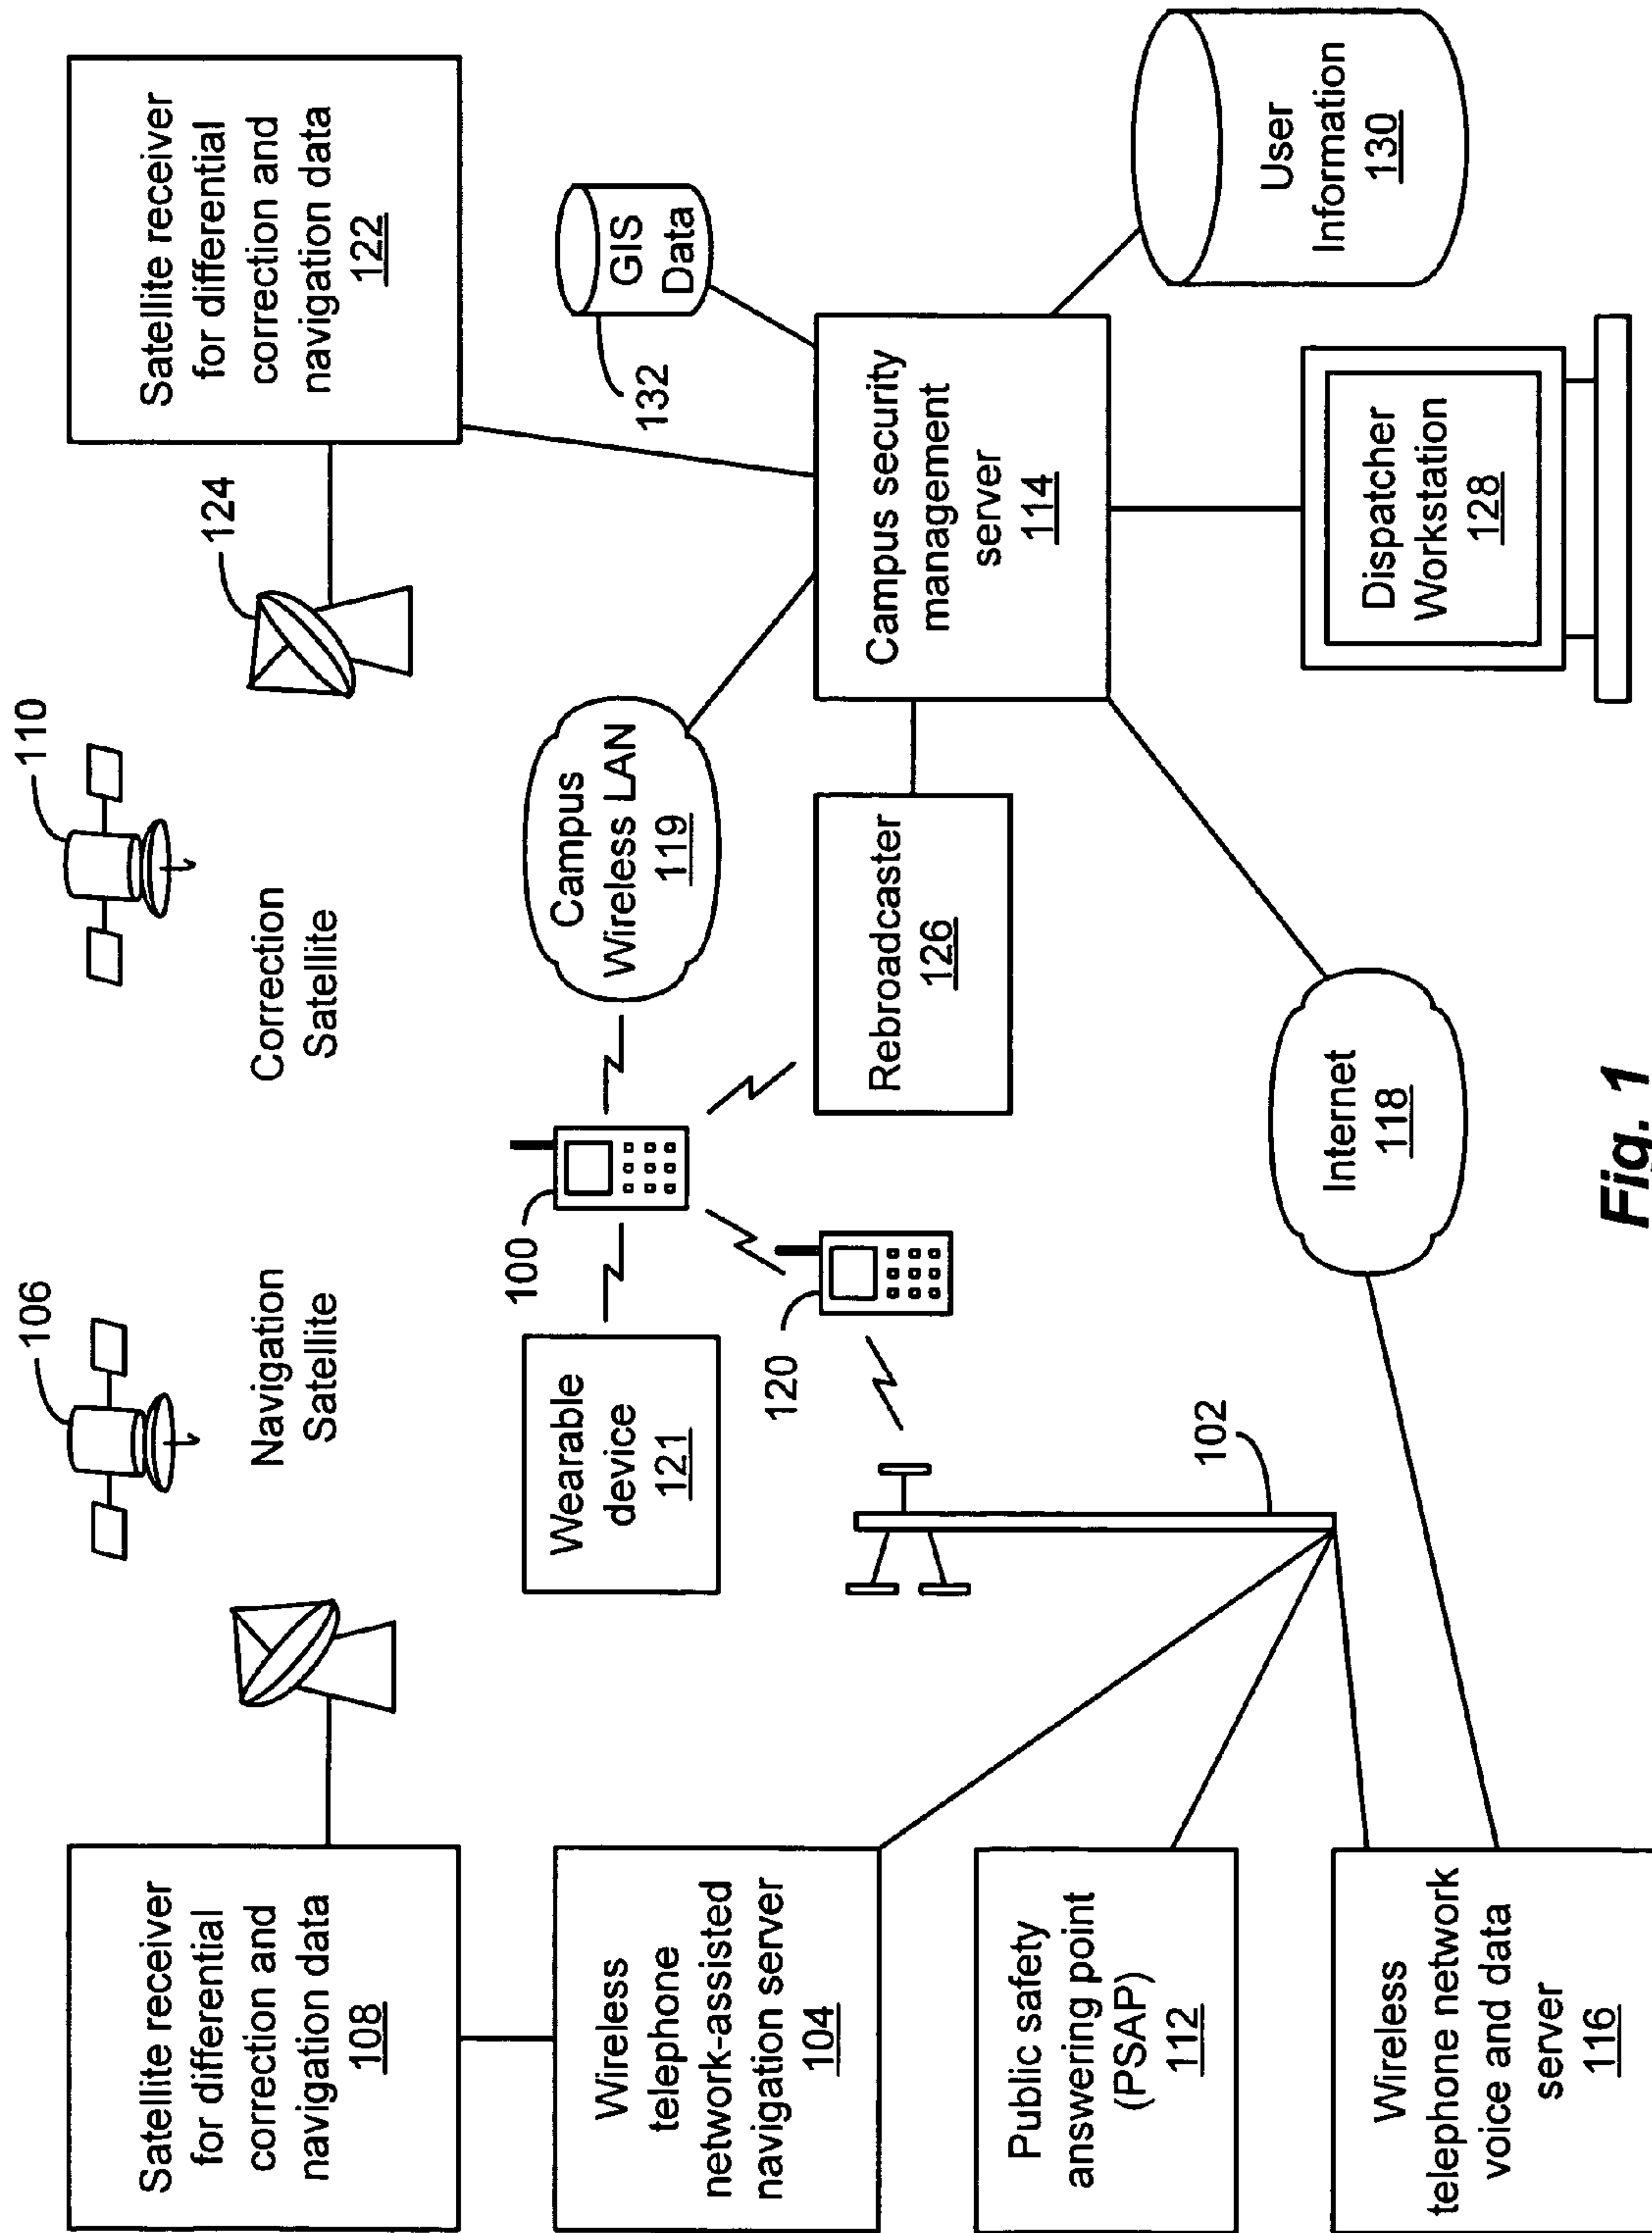 106
110
Navigation
Satellite
Correction
Satellite
124
Satellite receiver
for differential
correction and
navigation data
108
Satellite receiver
for differential
correction and
navigation data
122
Wireless
telephone
network-assisted
navigation server
104
Wearable
device
121
100
120
Campus
Wireless LAN
119
132
GIS
Data
Public safety
answering point
(PSAP)
112
102
Rebroadcaster
126
Campus security
management
server
114
User
Information
130
Wireless
telephone network
voice and data
server
116
Internet
118
Dispatcher
Workstation
128
Fig. 1